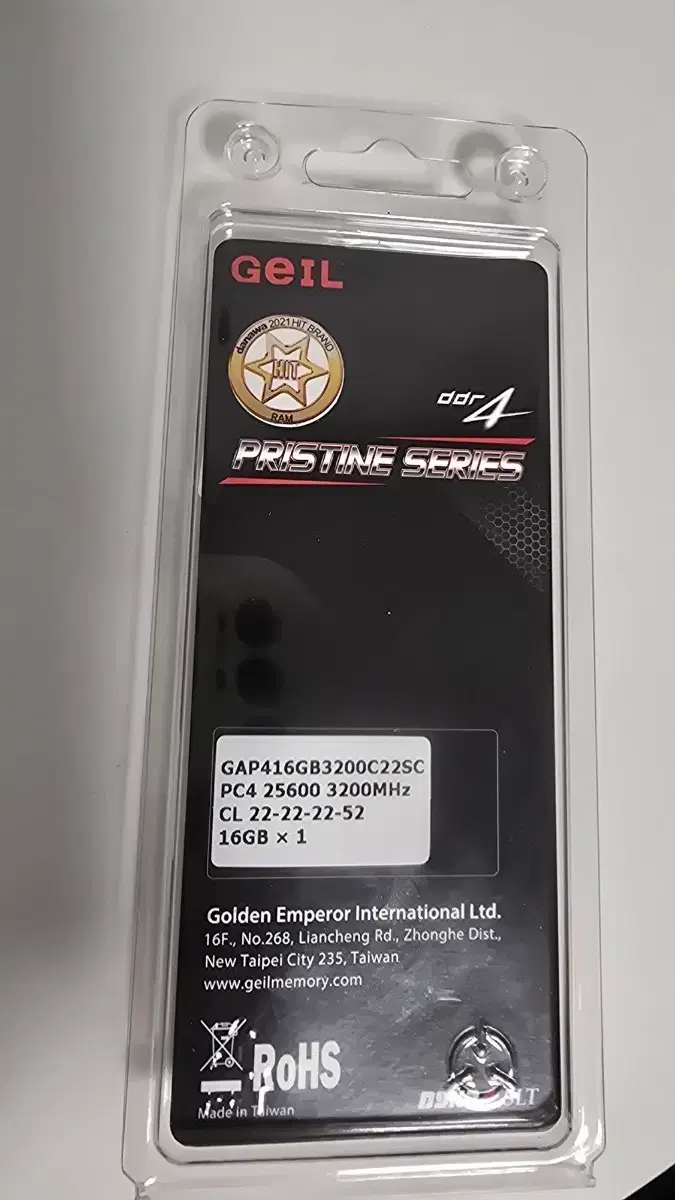 GeIL
danawa 2021 HIT BRAND
HIT
RAM
ddr4
PRISTINE SERIES
GAP416GB3200C22SC
PC4 25600 3200MHz
CL 22-22-22-52
16GB × 1
Golden Emperor International Ltd.
16F., No.268, Liancheng Rd., Zhonghe Dist.,
New Taipei City 235, Taiwan
www.geilmemory.com
RoHS
Made in Taiwan